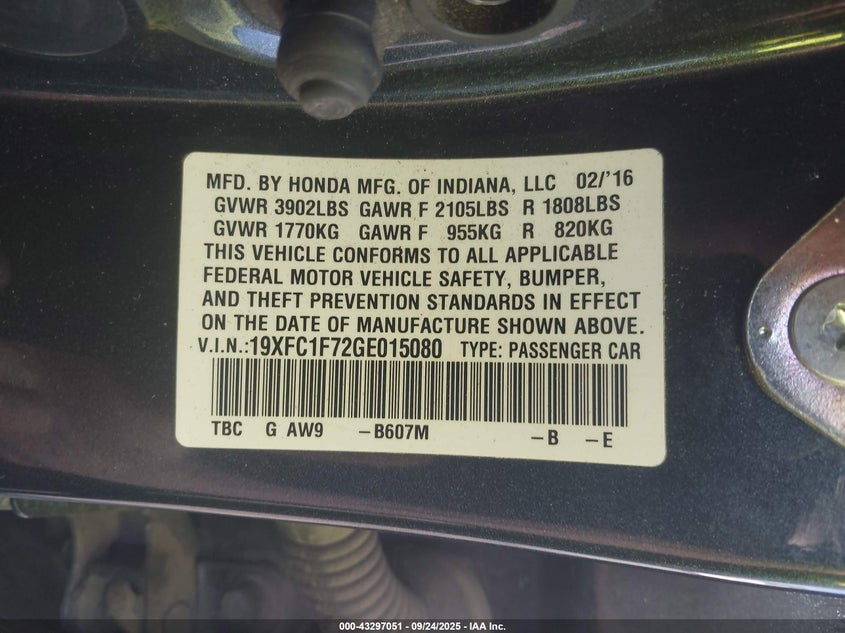 MFD. BY HONDA MFG. OF INDIANA, LLC 02/'16
GVWR 3902LBS GAWR F 2105LBS R 1808LBS
GVWR 1770KG GAWR F 955KG R 820KG
THIS VEHICLE CONFORMS TO ALL APPLICABLE
FEDERAL MOTOR VEHICLE SAFETY, BUMPER,
AND THEFT PREVENTION STANDARDS IN EFFECT
ON THE DATE OF MANUFACTURE SHOWN ABOVE.
V.I.N.:19XFC1F72GE015080 TYPE: PASSENGER CAR
TBC G AW9 –B607M –B –E
000-43297051 - 09/24/2025 - IAA Inc.